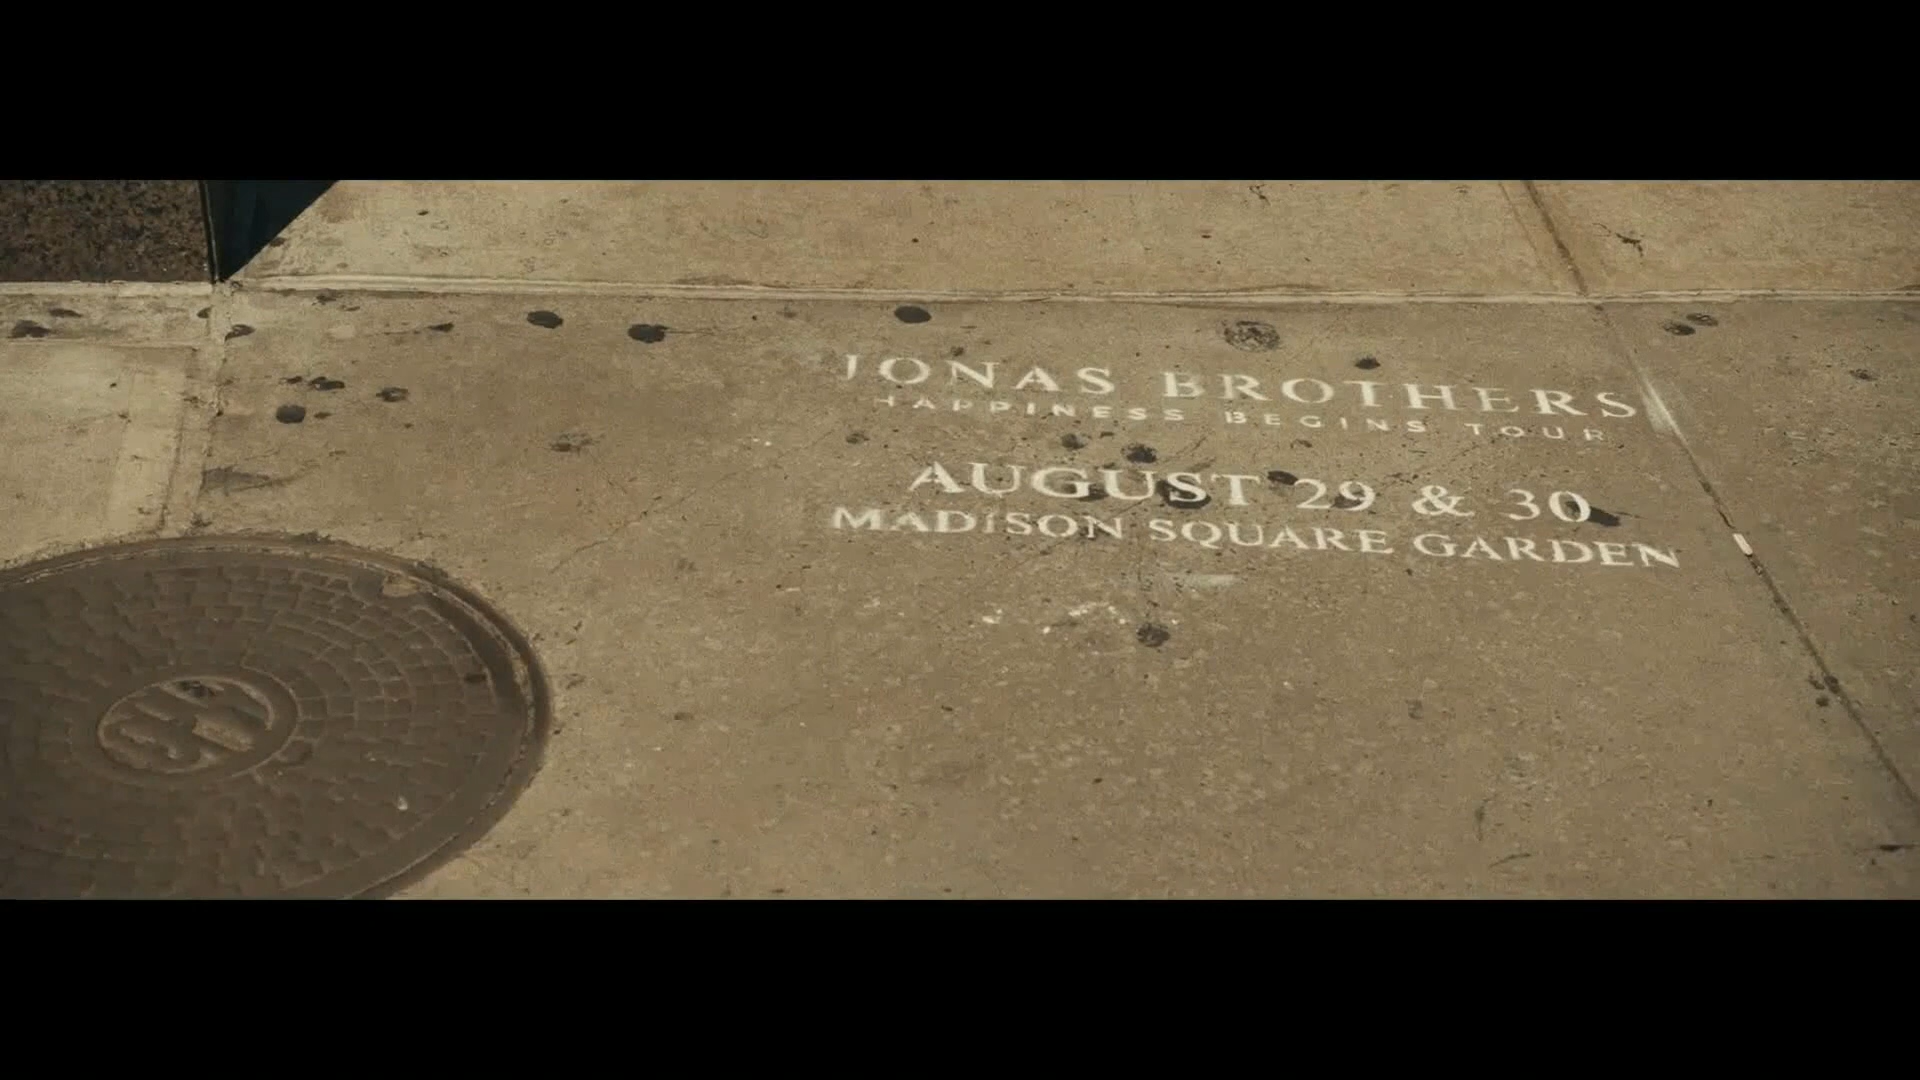 JONAS BROTHERS
HAPPINESS BEGINS TOUR
AUGUST 29 & 30
MADISON SQUARE GARDEN